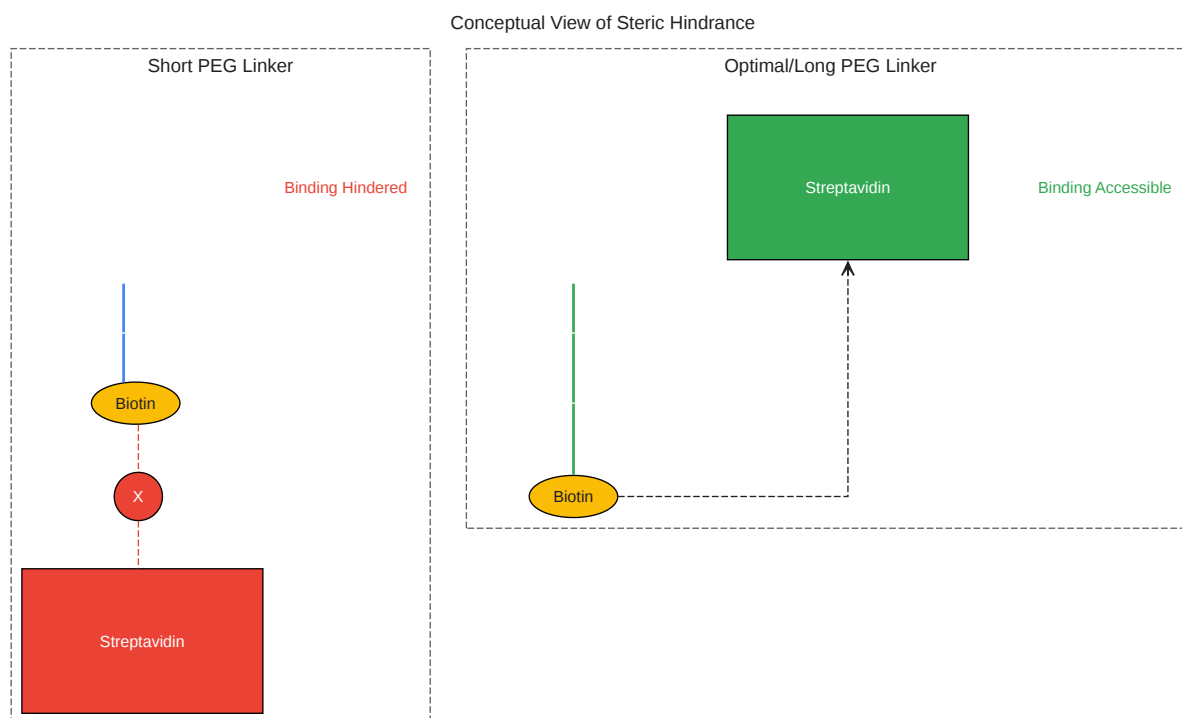 Conceptual View of Steric Hindrance
Short PEG Linker
Binding Hindered
Biotin
X
Streptavidin
Optimal/Long PEG Linker
Streptavidin
Binding Accessible
Biotin